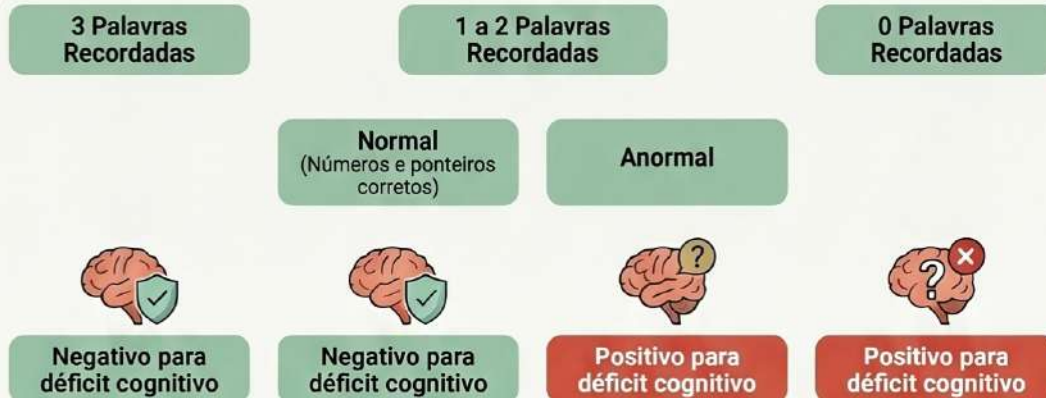 3 Palavras
Recordadas
1 a 2 Palavras
Recordadas
0 Palavras
Recordadas
Normal
(Números e ponteiros
corretos)
Anormal
?
?
Negativo para
déficit cognitivo
Negativo para
déficit cognitivo
Positivo para
déficit cognitivo
Positivo para
déficit cognitivo